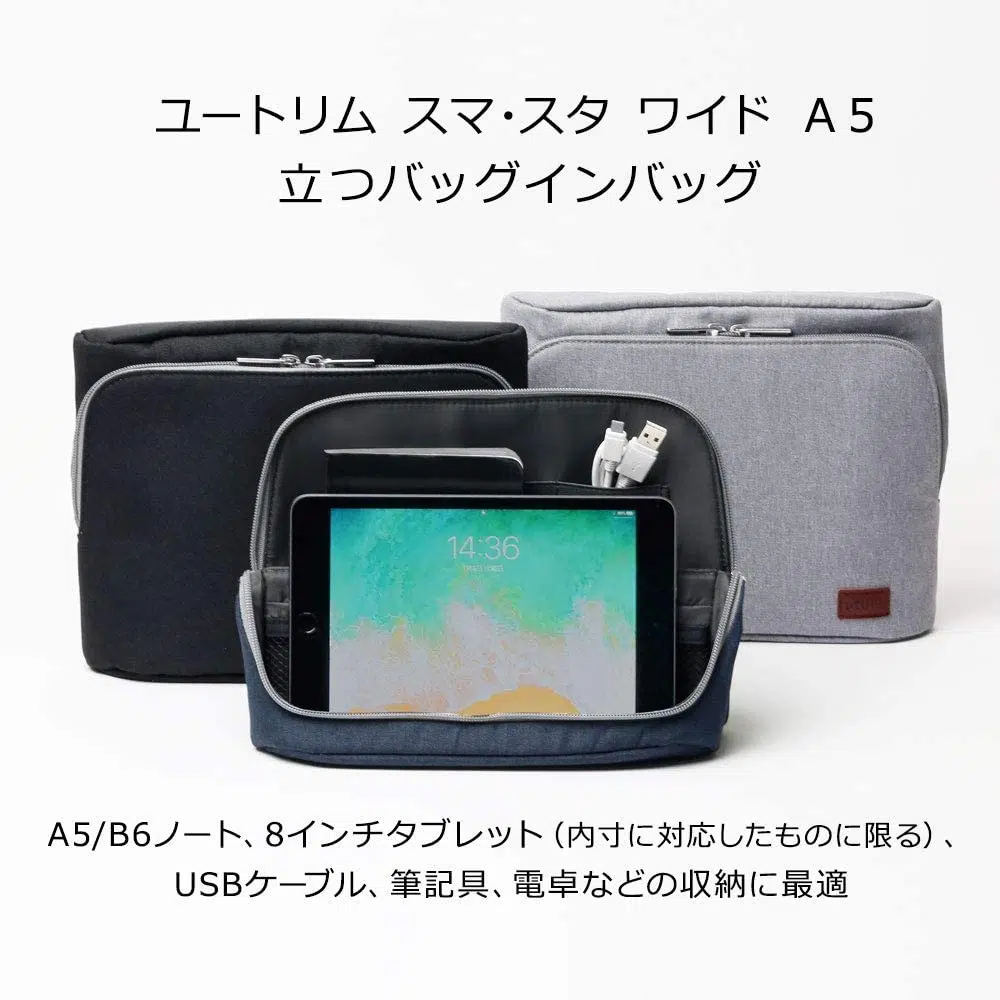 ユートリム スマ・スタ ワイド A5
立つバッグインバッグ
14:36
A5/B6ノート、8インチタブレット（内寸に対応したものに限る）、
USBケーブル、筆記具、電卓などの収納に最適